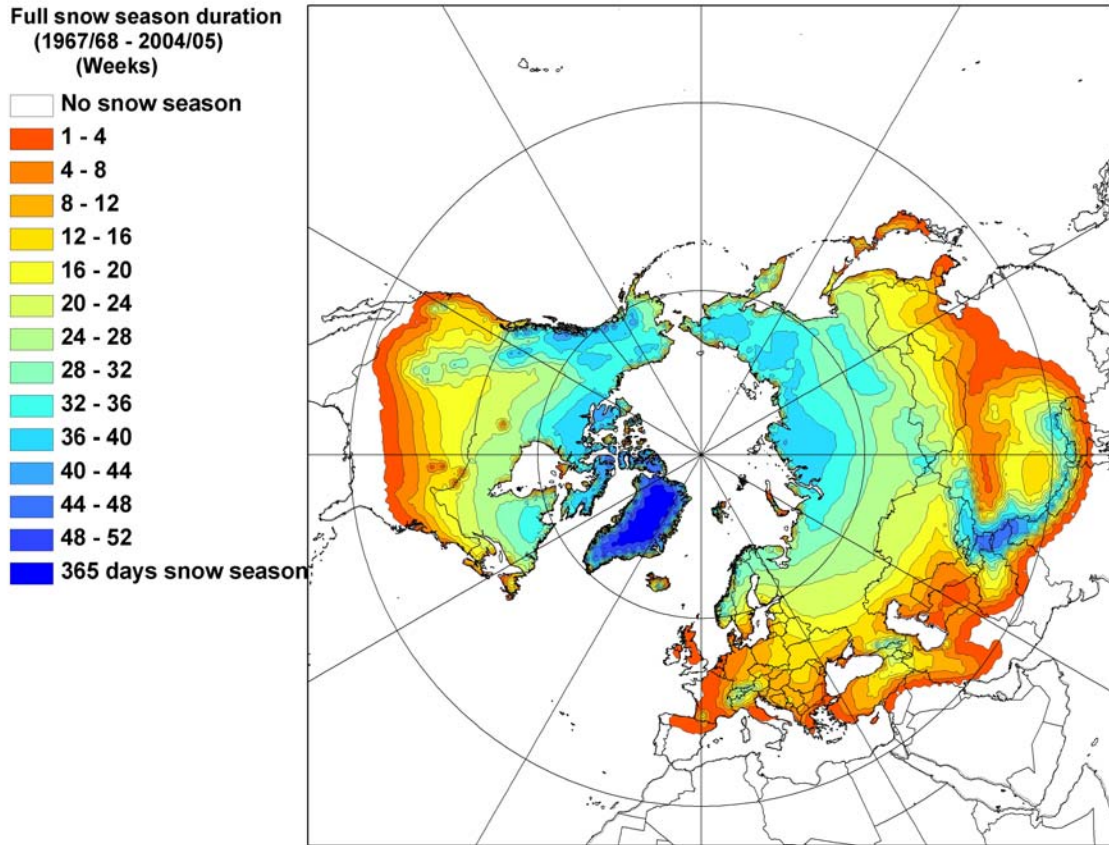 Full snow season duration
(1967/68 - 2004/05)
(Weeks)
No snow season
1 - 4
4 - 8
8 - 12
12 - 16
16 - 20
20 - 24
24 - 28
28 - 32
32 - 36
36 - 40
40 - 44
44 - 48
48 - 52
365 days snow season